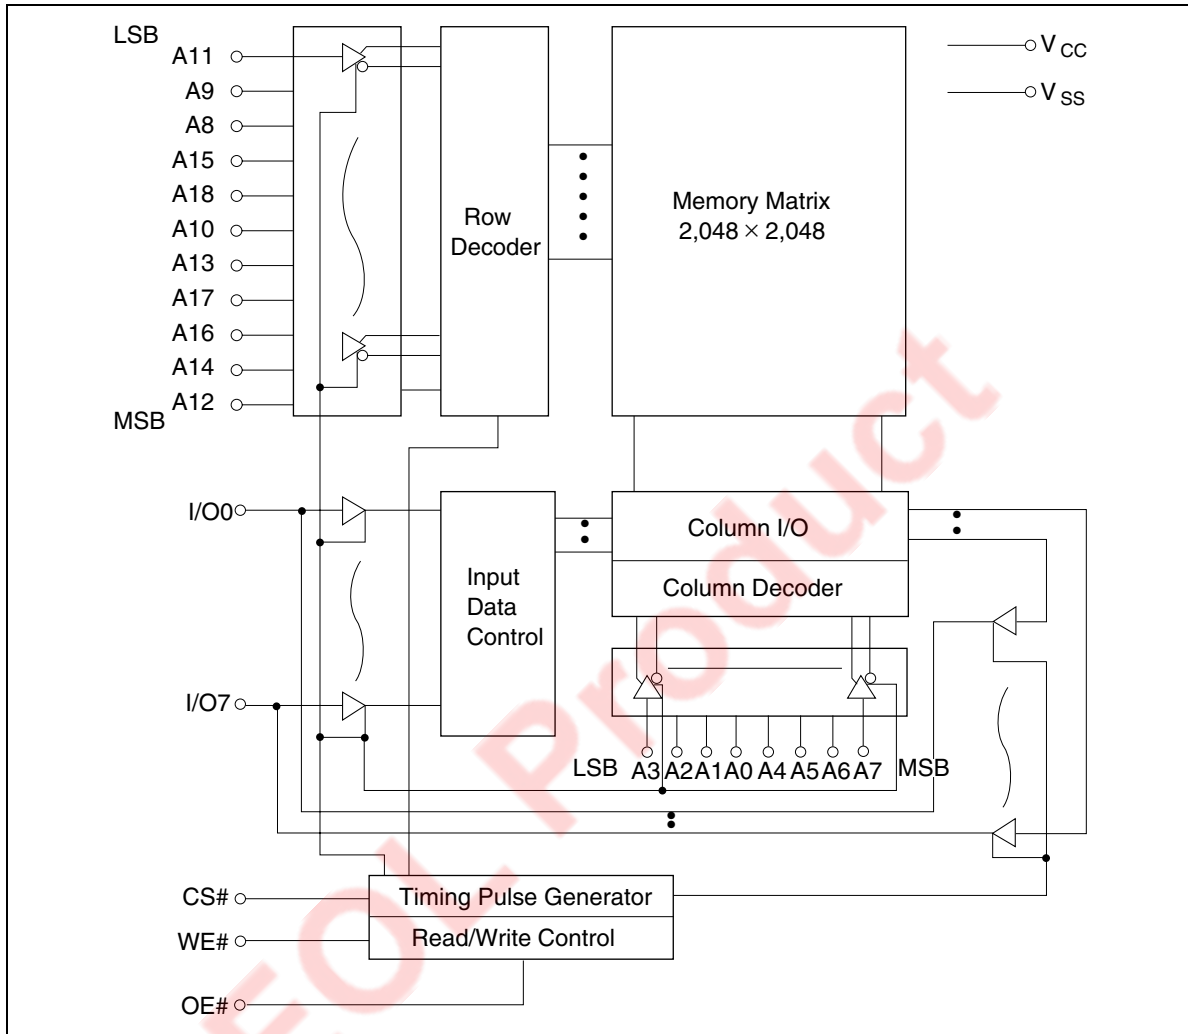 LSB
A11
A9
A8
A15
A18
A10
A13
A17
A16
A14
A12
MSB
Row
Decoder
Memory Matrix
2,048 × 2,048
VCC
VSS
I/O0
I/O7
Input
Data
Control
Column I/O
Column Decoder
LSB A3 A2 A1 A0 A4 A5 A6 A7 MSB
CS#
WE#
OE#
Timing Pulse Generator
Read/Write Control
EOL Product